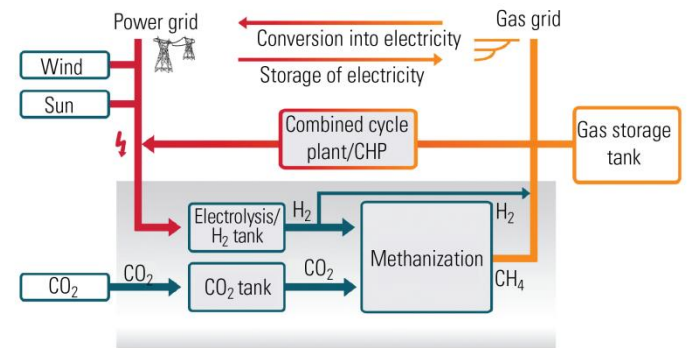 Power grid
Gas grid
Conversion into electricity
Storage of electricity
Wind
Sun
Combined cycle
plant/CHP
Gas storage
tank
Electrolysis/
H₂ tank
H₂
H₂
Methanization
CO₂
CO₂
CO₂ tank
CO₂
CH₄